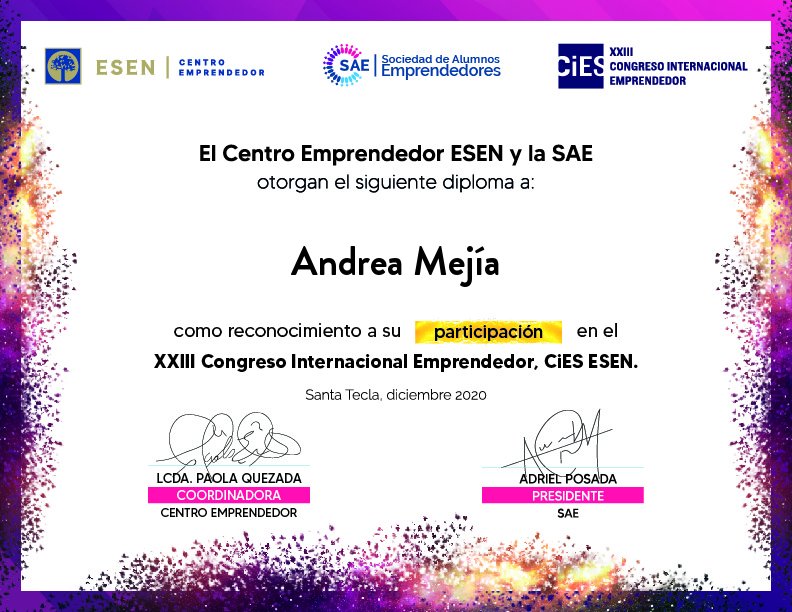 ESEN | CENTRO
EMPRENDEDOR
SAE | Sociedad de Alumnos
Emprendedores
CiES XXIII
CONGRESO INTERNACIONAL
EMPRENDEDOR
El Centro Emprendedor ESEN y la SAE
otorgan el siguiente diploma a:
Andrea Mejía
como reconocimiento a su participación en el
XXIII Congreso Internacional Emprendedor, CiES ESEN.
Santa Tecla, diciembre 2020
LCDA. PAOLA QUEZADA
COORDINADORA
CENTRO EMPRENDEDOR
ADRIEL POSADA
PRESIDENTE
SAE